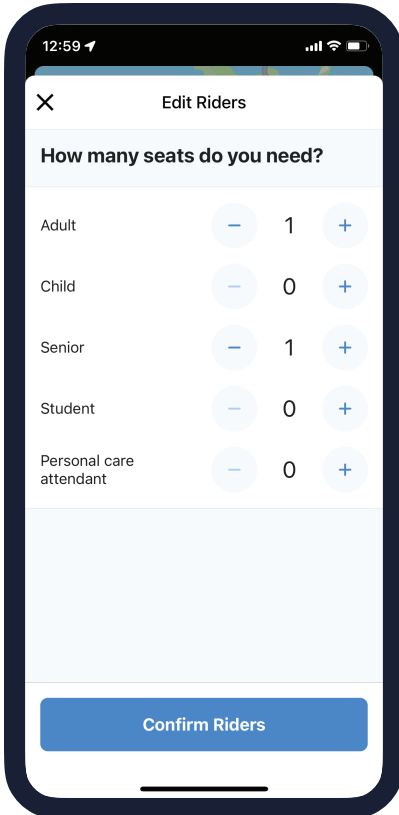 12:59
Edit Riders
How many seats do you need?
Adult
1
Child
0
Senior
1
Student
0
Personal care
attendant
0
Confirm Riders